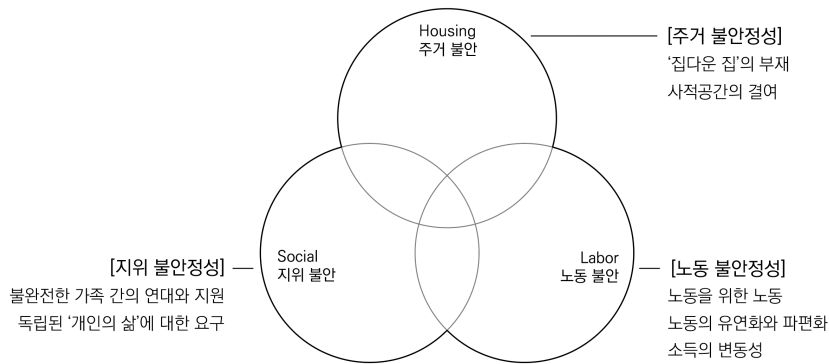 Housing
주거 불안
[주거 불안정성]
‘집다운 집’의 부재
사적공간의 결여
Social
지위 불안
[지위 불안정성]
불완전한 가족 간의 연대와 지원
독립된 ‘개인의 삶’에 대한 요구
Labor
노동 불안
[노동 불안정성]
노동을 위한 노동
노동의 유연화와 파편화
소득의 변동성